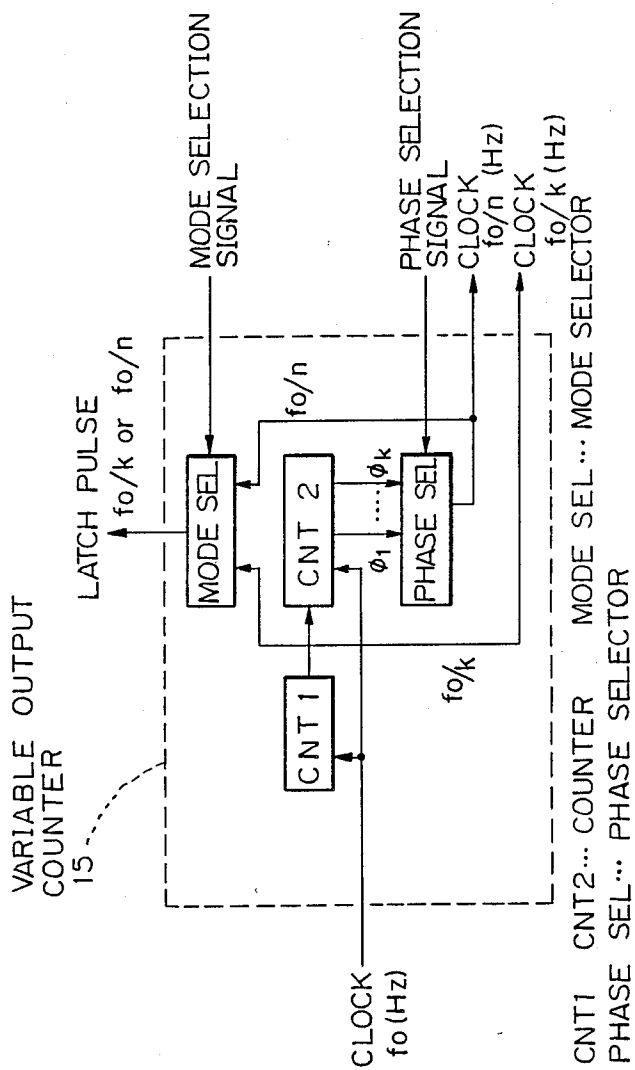 VARIABLE OUTPUT
COUNTER
15
LATCH PULSE
fo/k or fo/n
MODE SELECTION
SIGNAL
MODE SEL
fo/n
CNT 1
CNT 2
ϕ1 ..... ϕk
PHASE SEL
PHASE SELECTION
SIGNAL
CLOCK
fo/n (Hz)
CLOCK
fo/k (Hz)
fo/k
CLOCK
fo (Hz)
CNT1 CNT2... COUNTER MODE SEL... MODE SELECTOR
PHASE SEL... PHASE SELECTOR